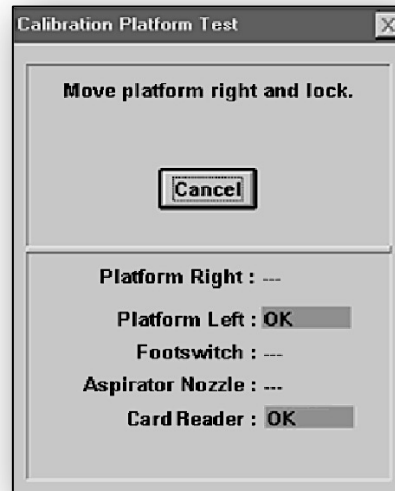 Calibration Platform Test
Move platform right and lock.
Cancel
Platform Right : ---
Platform Left : OK
Footswitch : ---
Aspirator Nozzle : ---
Card Reader : OK